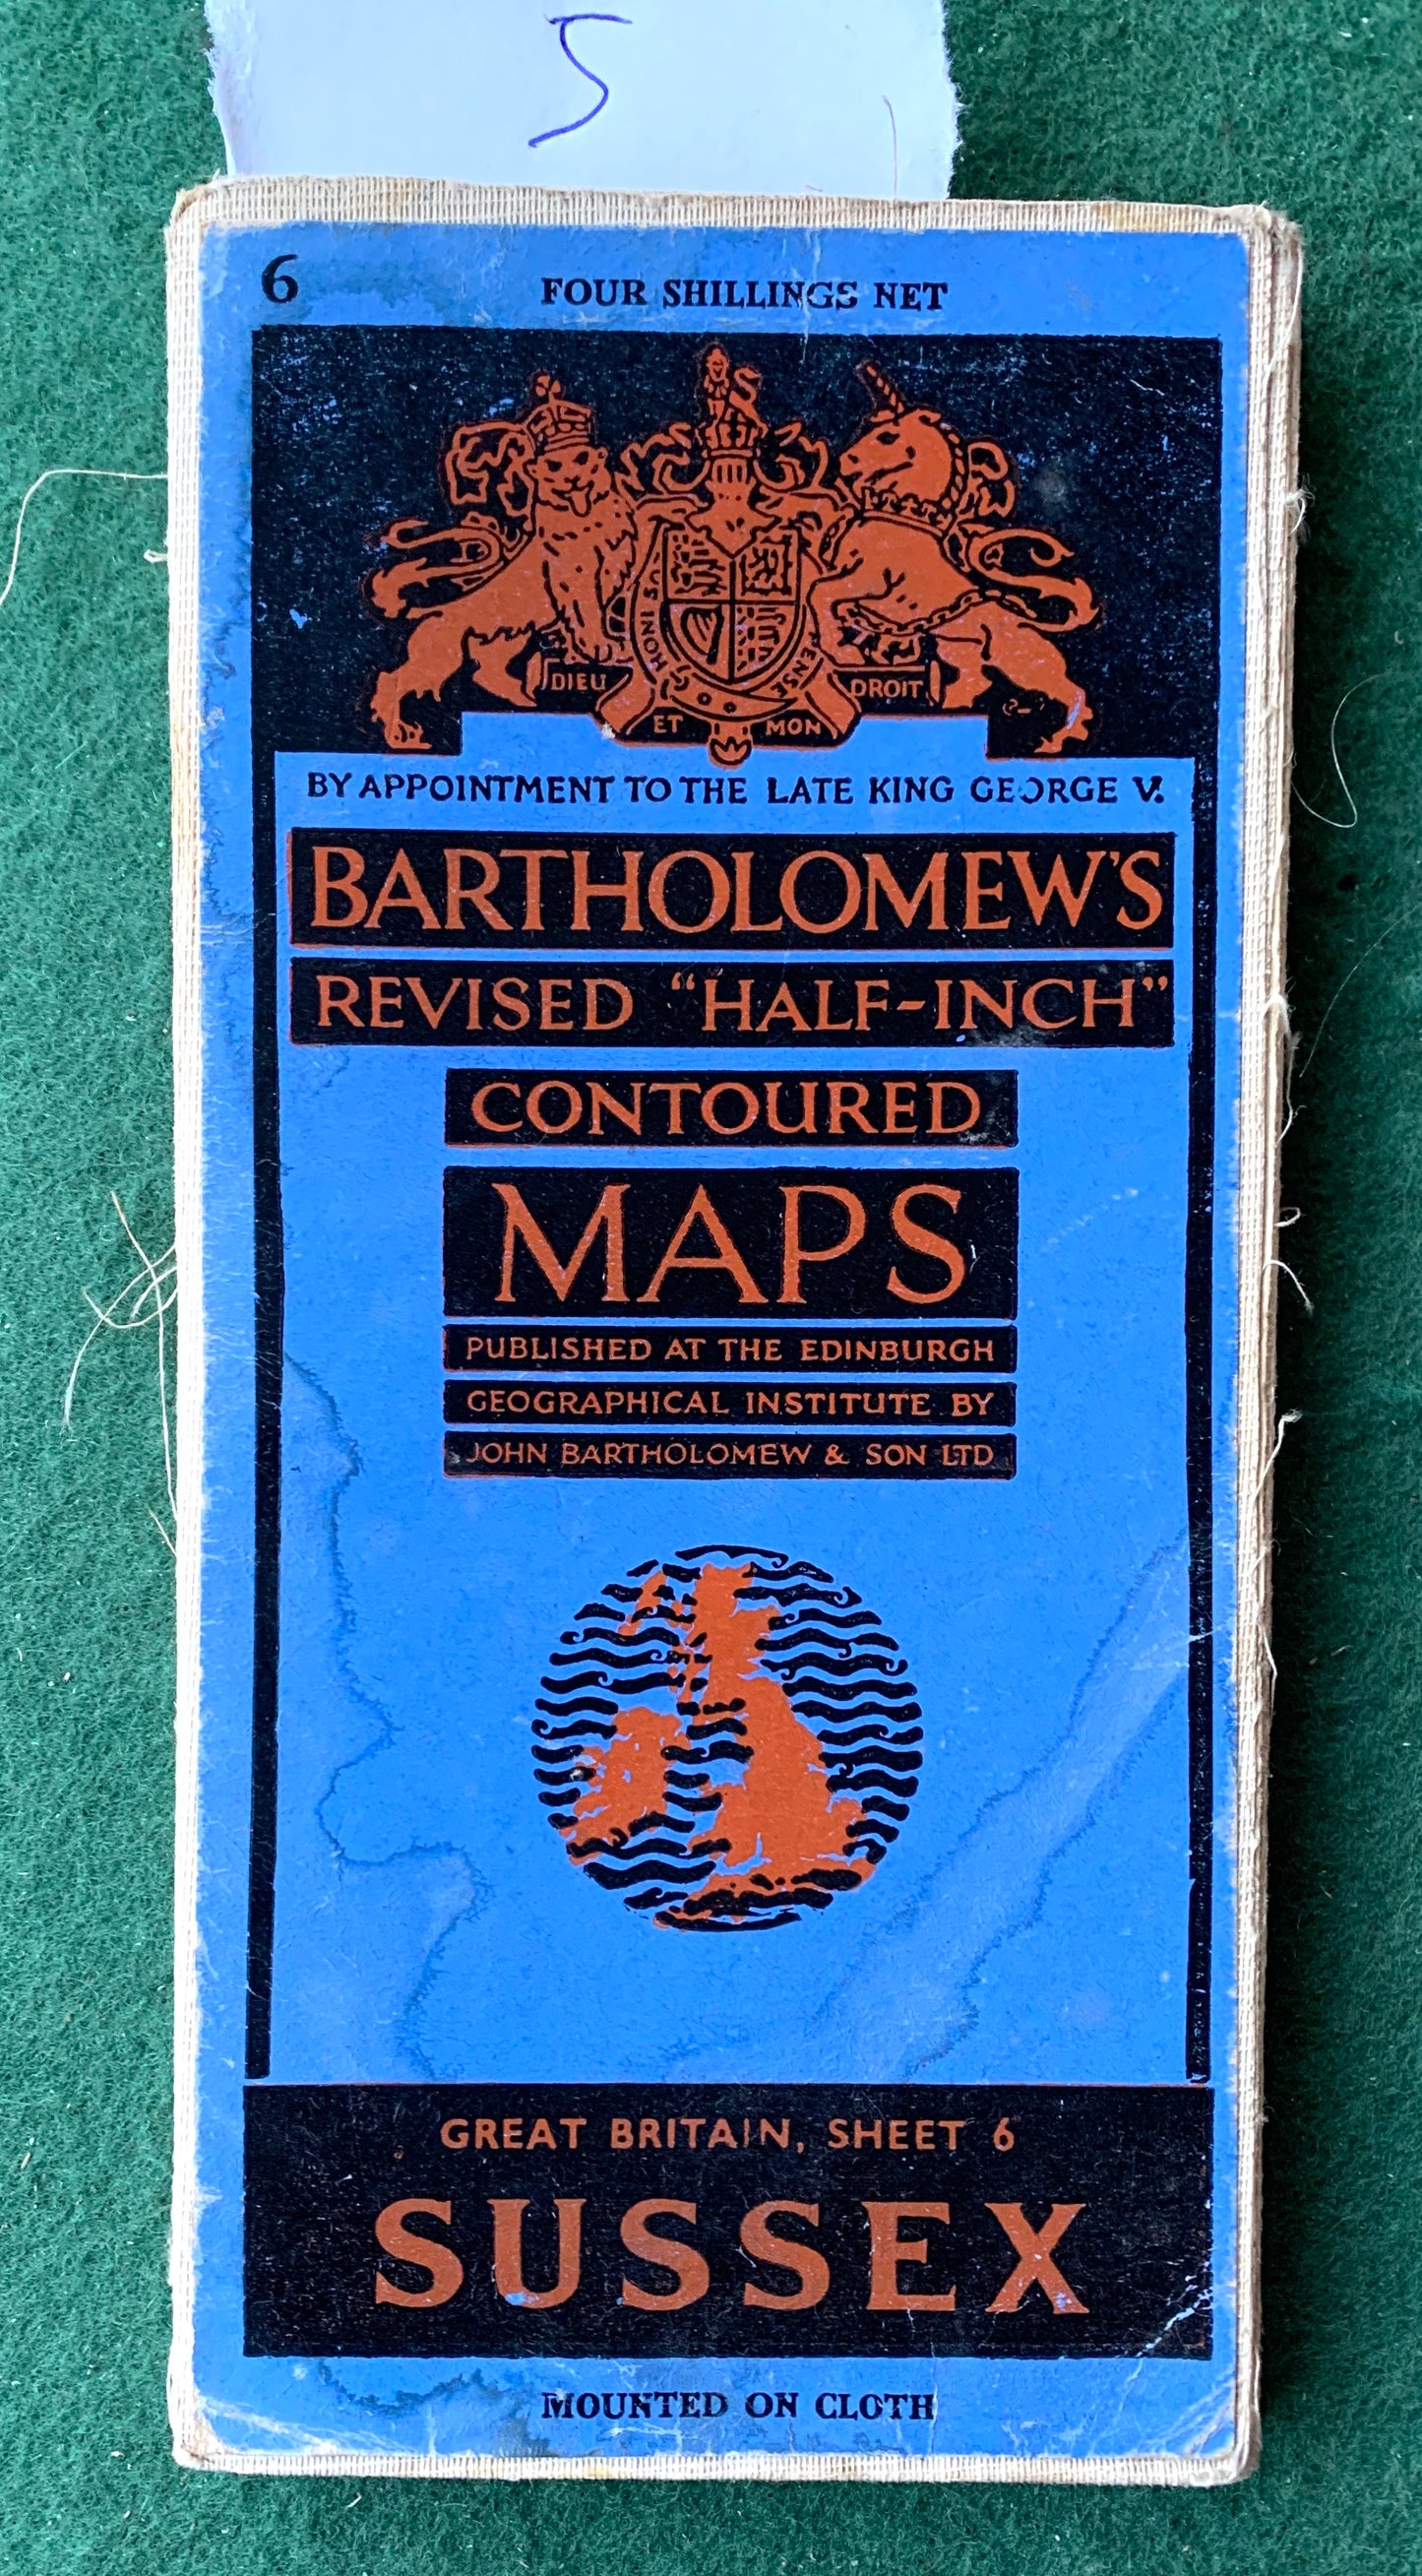 5
6
FOUR SHILLINGS NET
HONI S
ENSE
DIEU
DROIT
ET
MON
BY APPOINTMENT TO THE LATE KING GEORGE V.
BARTHOLOMEW'S
REVISED “HALF-INCH”
CONTOURED
MAPS
PUBLISHED AT THE EDINBURGH
GEOGRAPHICAL INSTITUTE BY
JOHN BARTHOLOMEW & SON LTD
GREAT BRITAIN, SHEET 6
SUSSEX
MOUNTED ON CLOTH